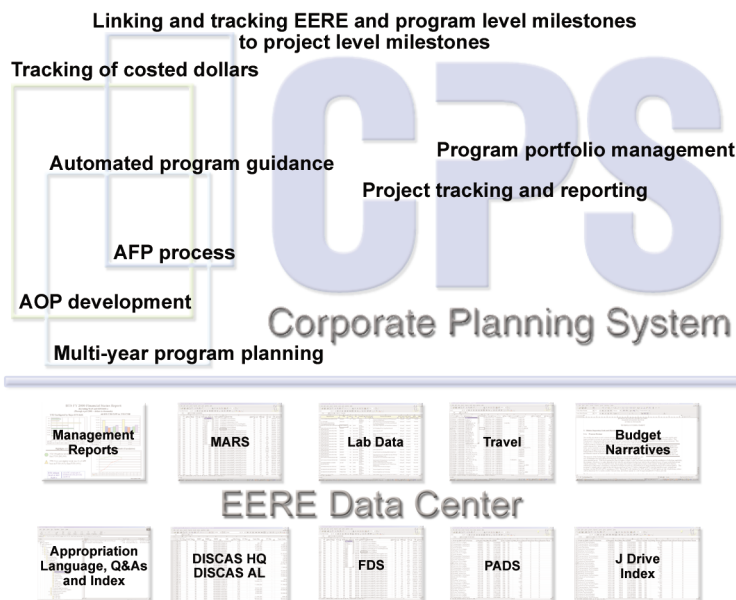 Linking and tracking EERE and program level milestones
to project level milestones
Tracking of costed dollars
CPS
Program portfolio management
Automated program guidance
Project tracking and reporting
AFP process
AOP development
Corporate Planning System
Multi-year program planning
Management
Reports
MARS
Lab Data
Travel
Budget
Narratives
EERE Data Center
Appropriation
Language, Q&As
and Index
DISCAS HQ
DISCAS AL
FDS
PADS
J Drive
Index